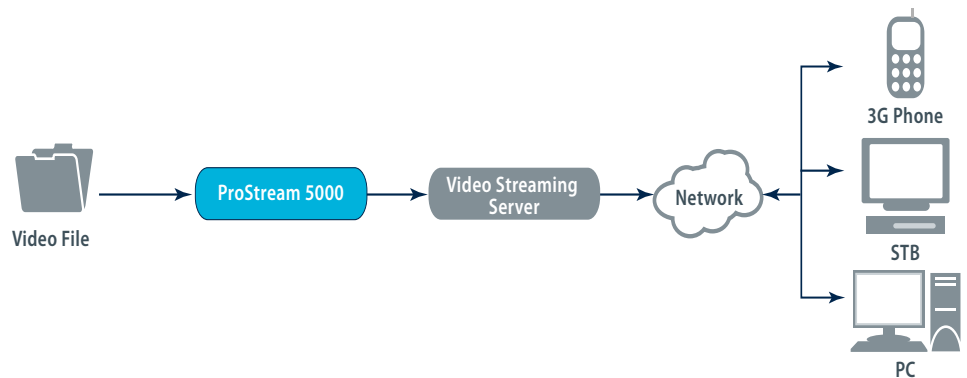 Video File
ProStream 5000
Video Streaming
Server
Network
3G Phone
STB
PC